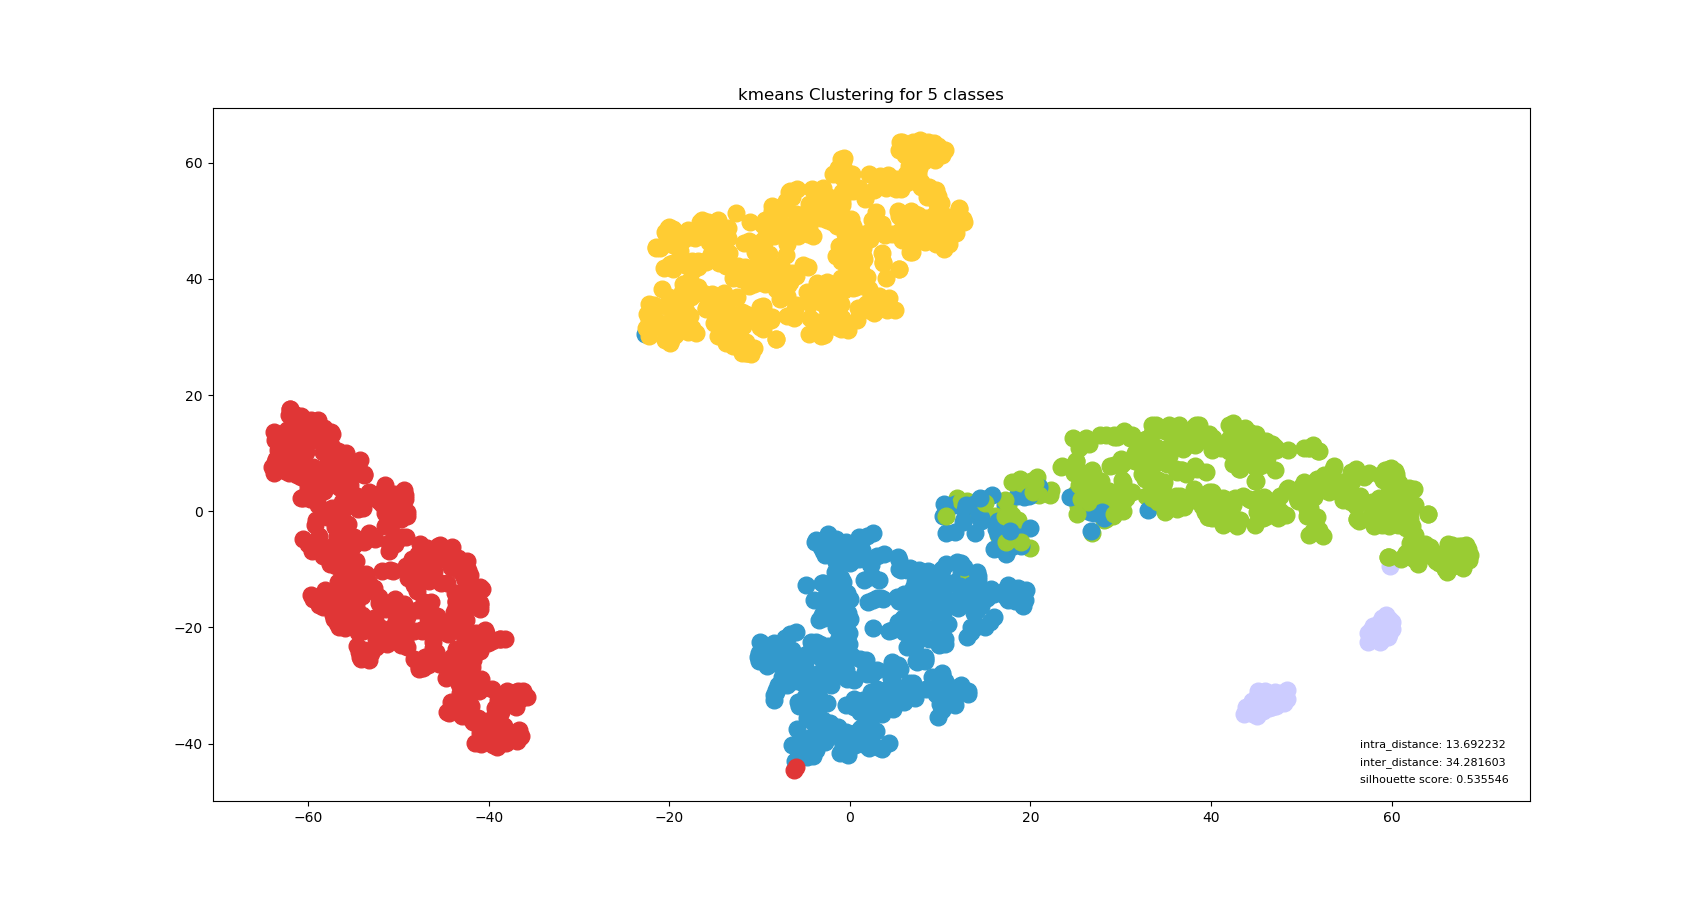 kmeans Clustering for 5 classes
60
40
20
0
−20
−40
intra_distance: 13.692232
inter_distance: 34.281603
silhouette score: 0.535546
−60 −40 −20 0 20 40 60